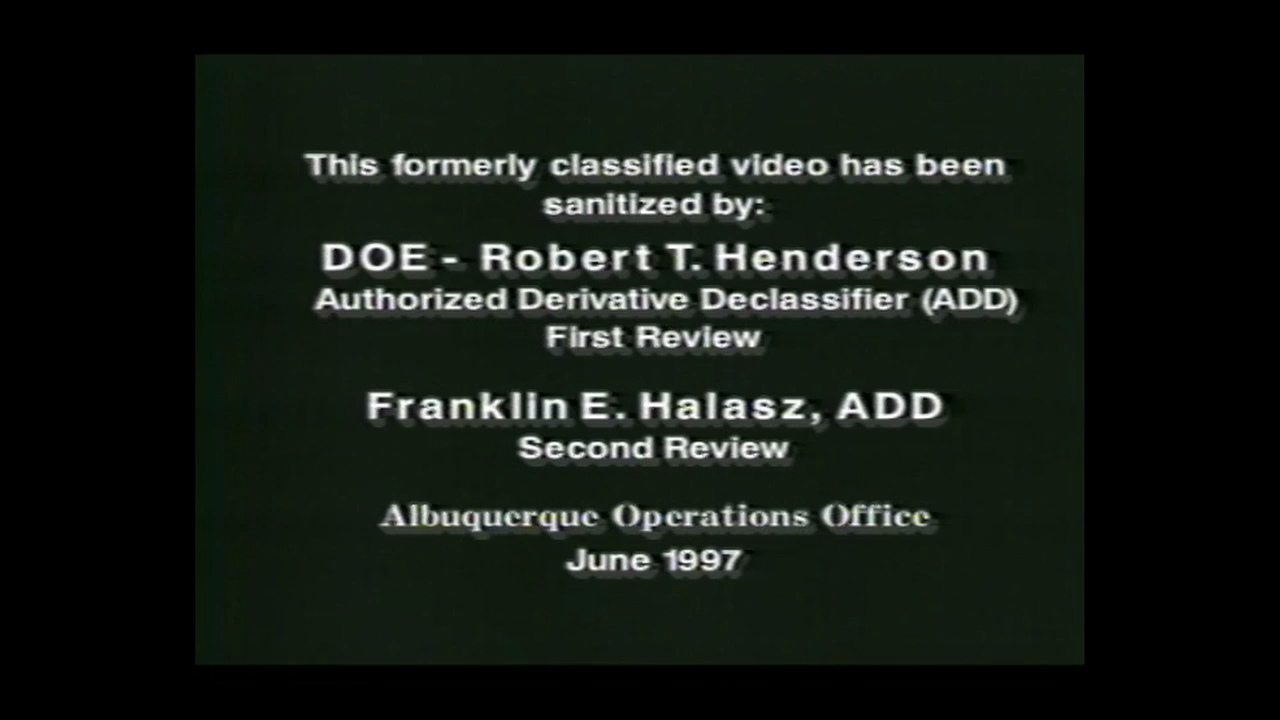 This formerly classified video has been
sanitized by:
DOE - Robert T. Henderson
Authorized Derivative Declassifier (ADD)
First Review
Franklin E. Halasz, ADD
Second Review
Albuquerque Operations Office
June 1997